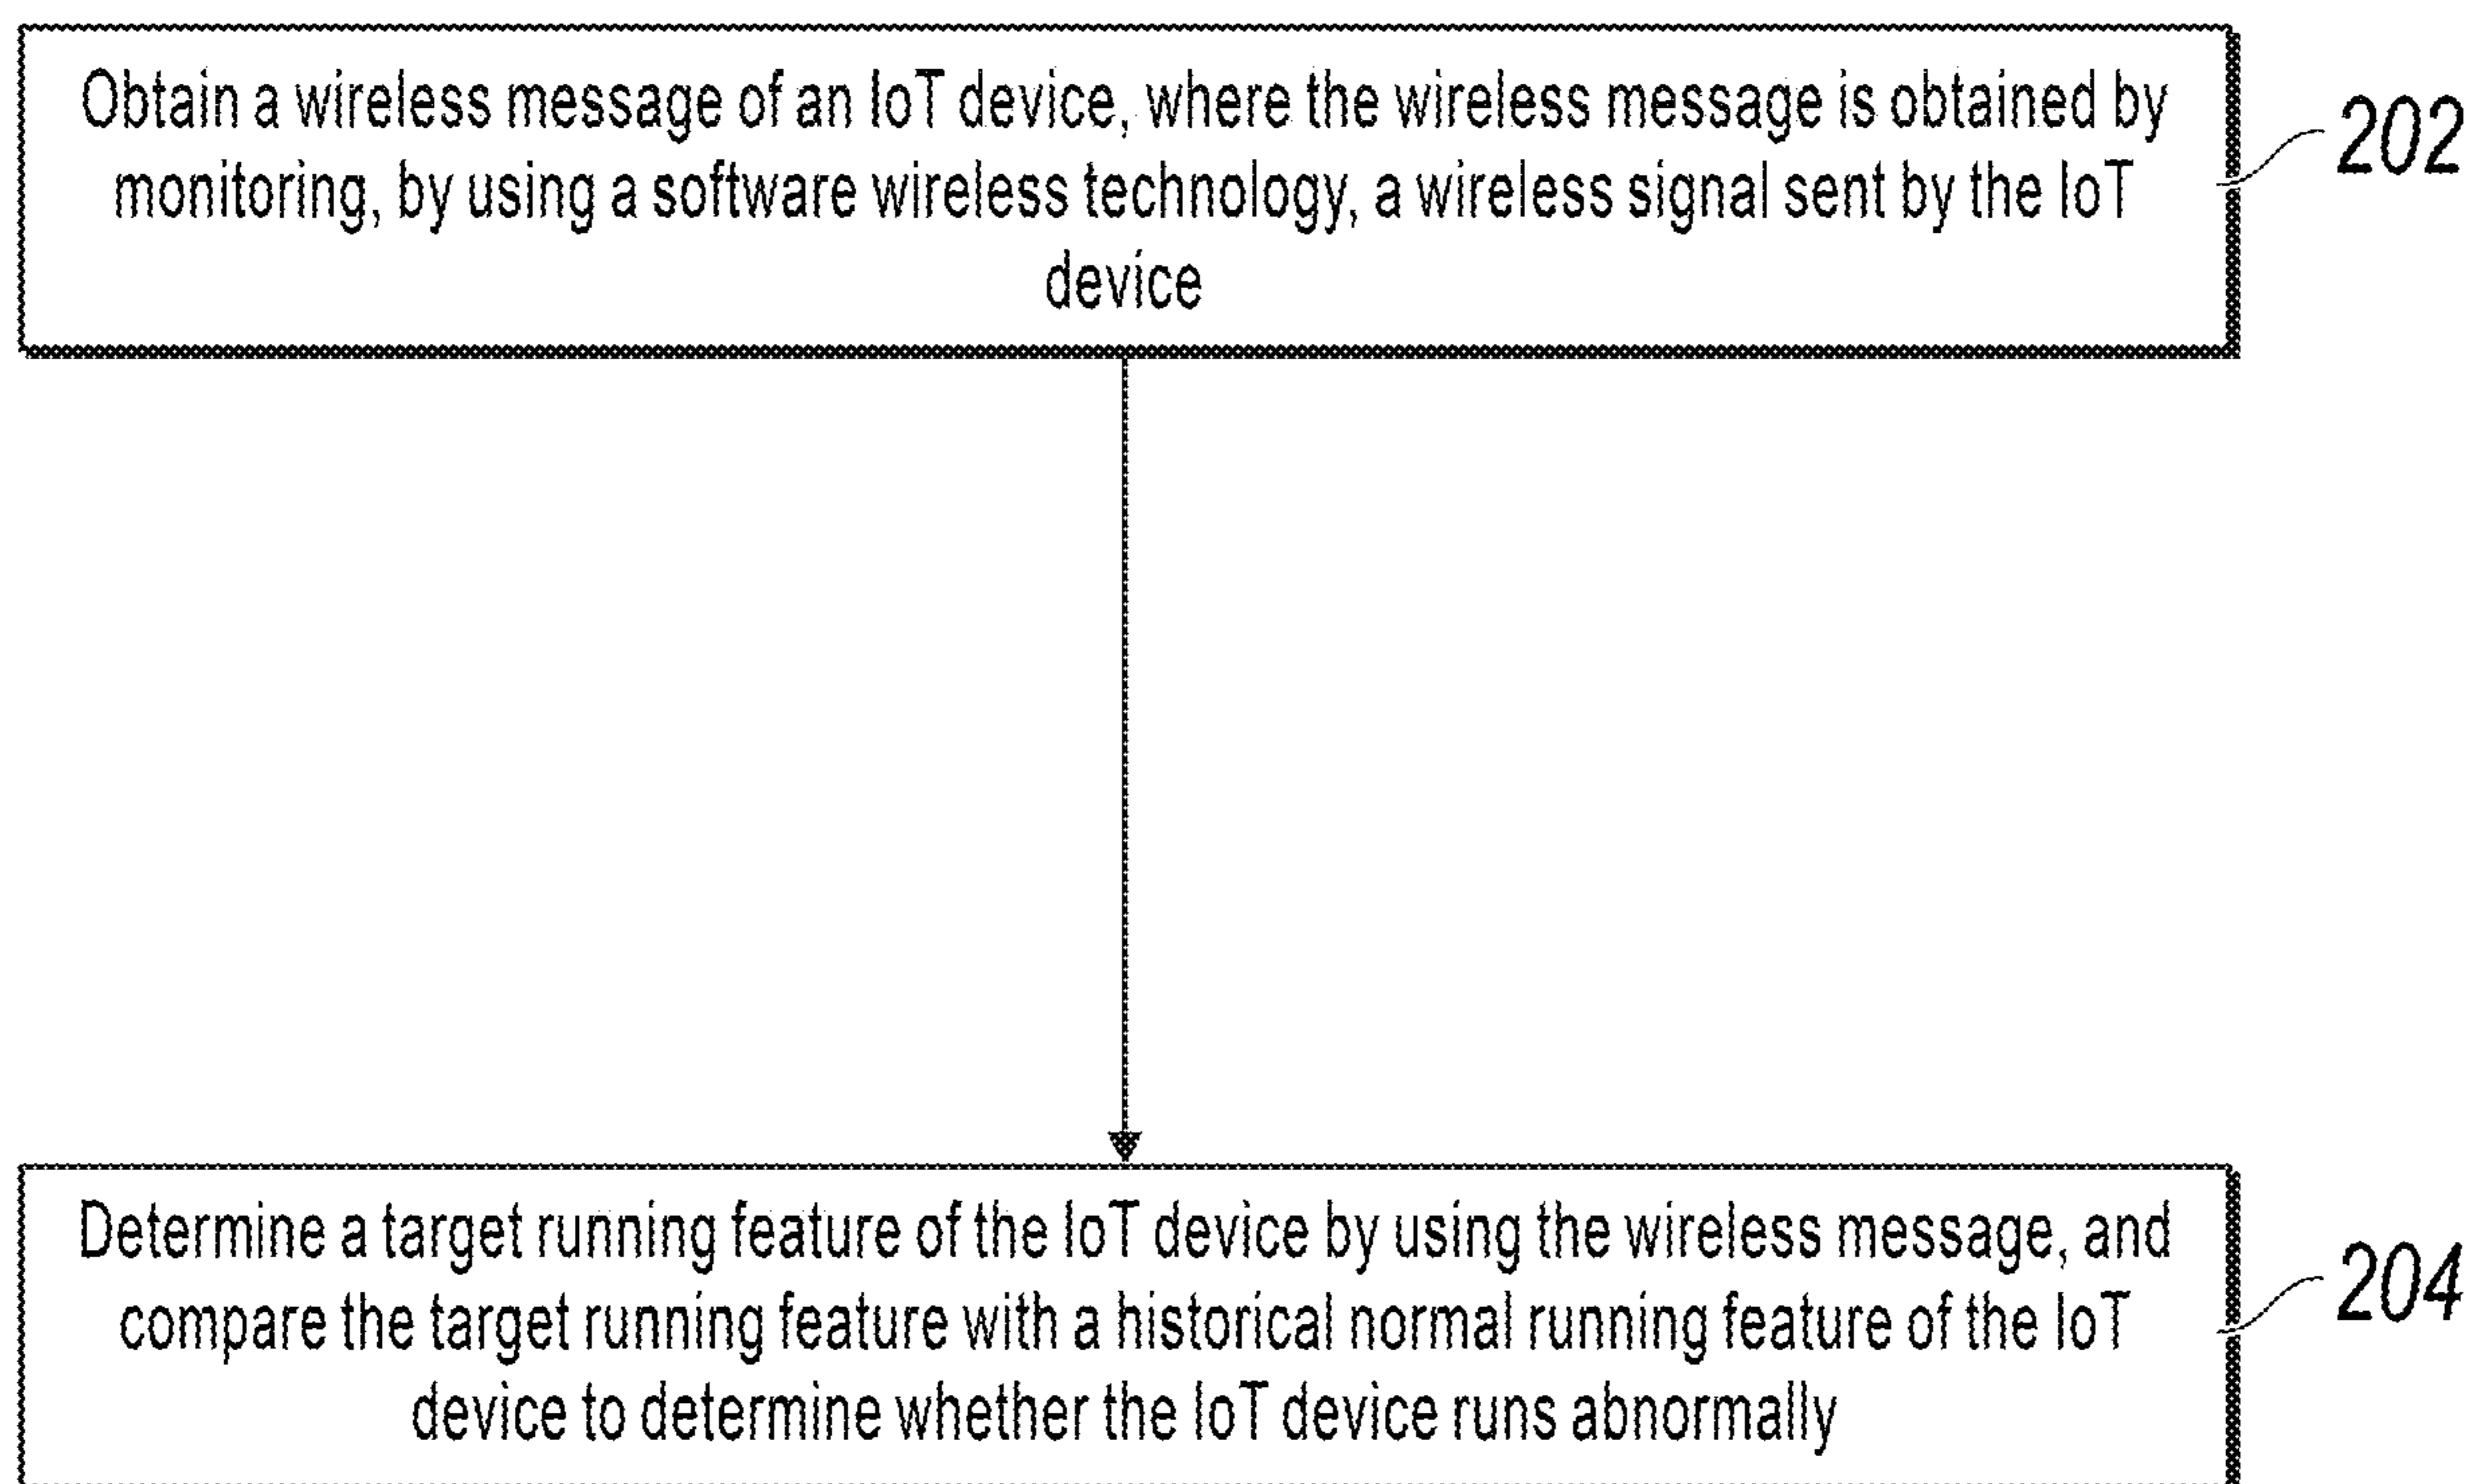 Obtain a wireless message of an IoT device, where the wireless message is obtained by
monitoring, by using a software wireless technology, a wireless signal sent by the IoT
device
202
Determine a target running feature of the IoT device by using the wireless message, and
compare the target running feature with a historical normal running feature of the IoT
device to determine whether the IoT device runs abnormally
204